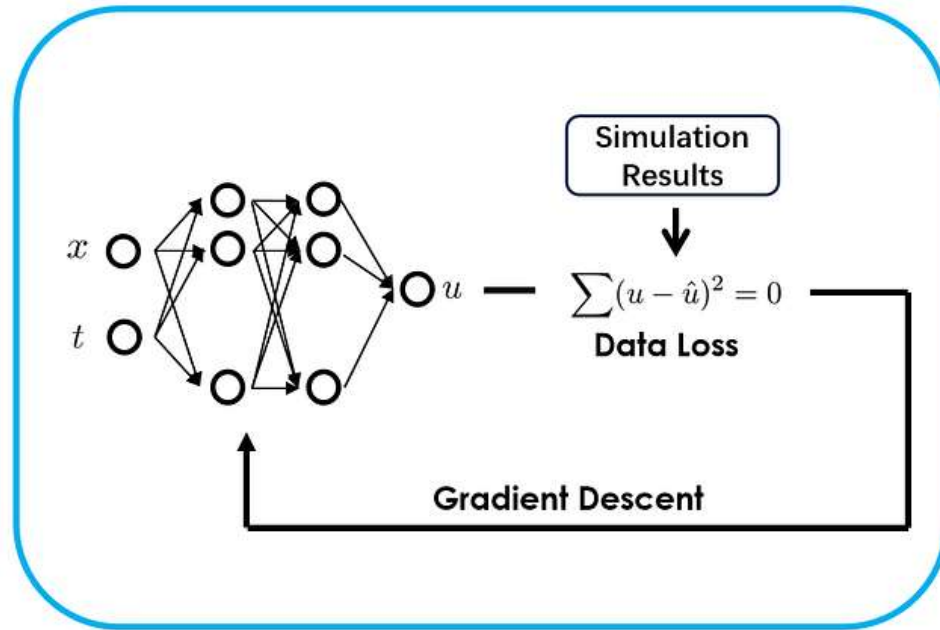 Simulation
Results
x
t
u
∑(u − û)² = 0
Data Loss
Gradient Descent